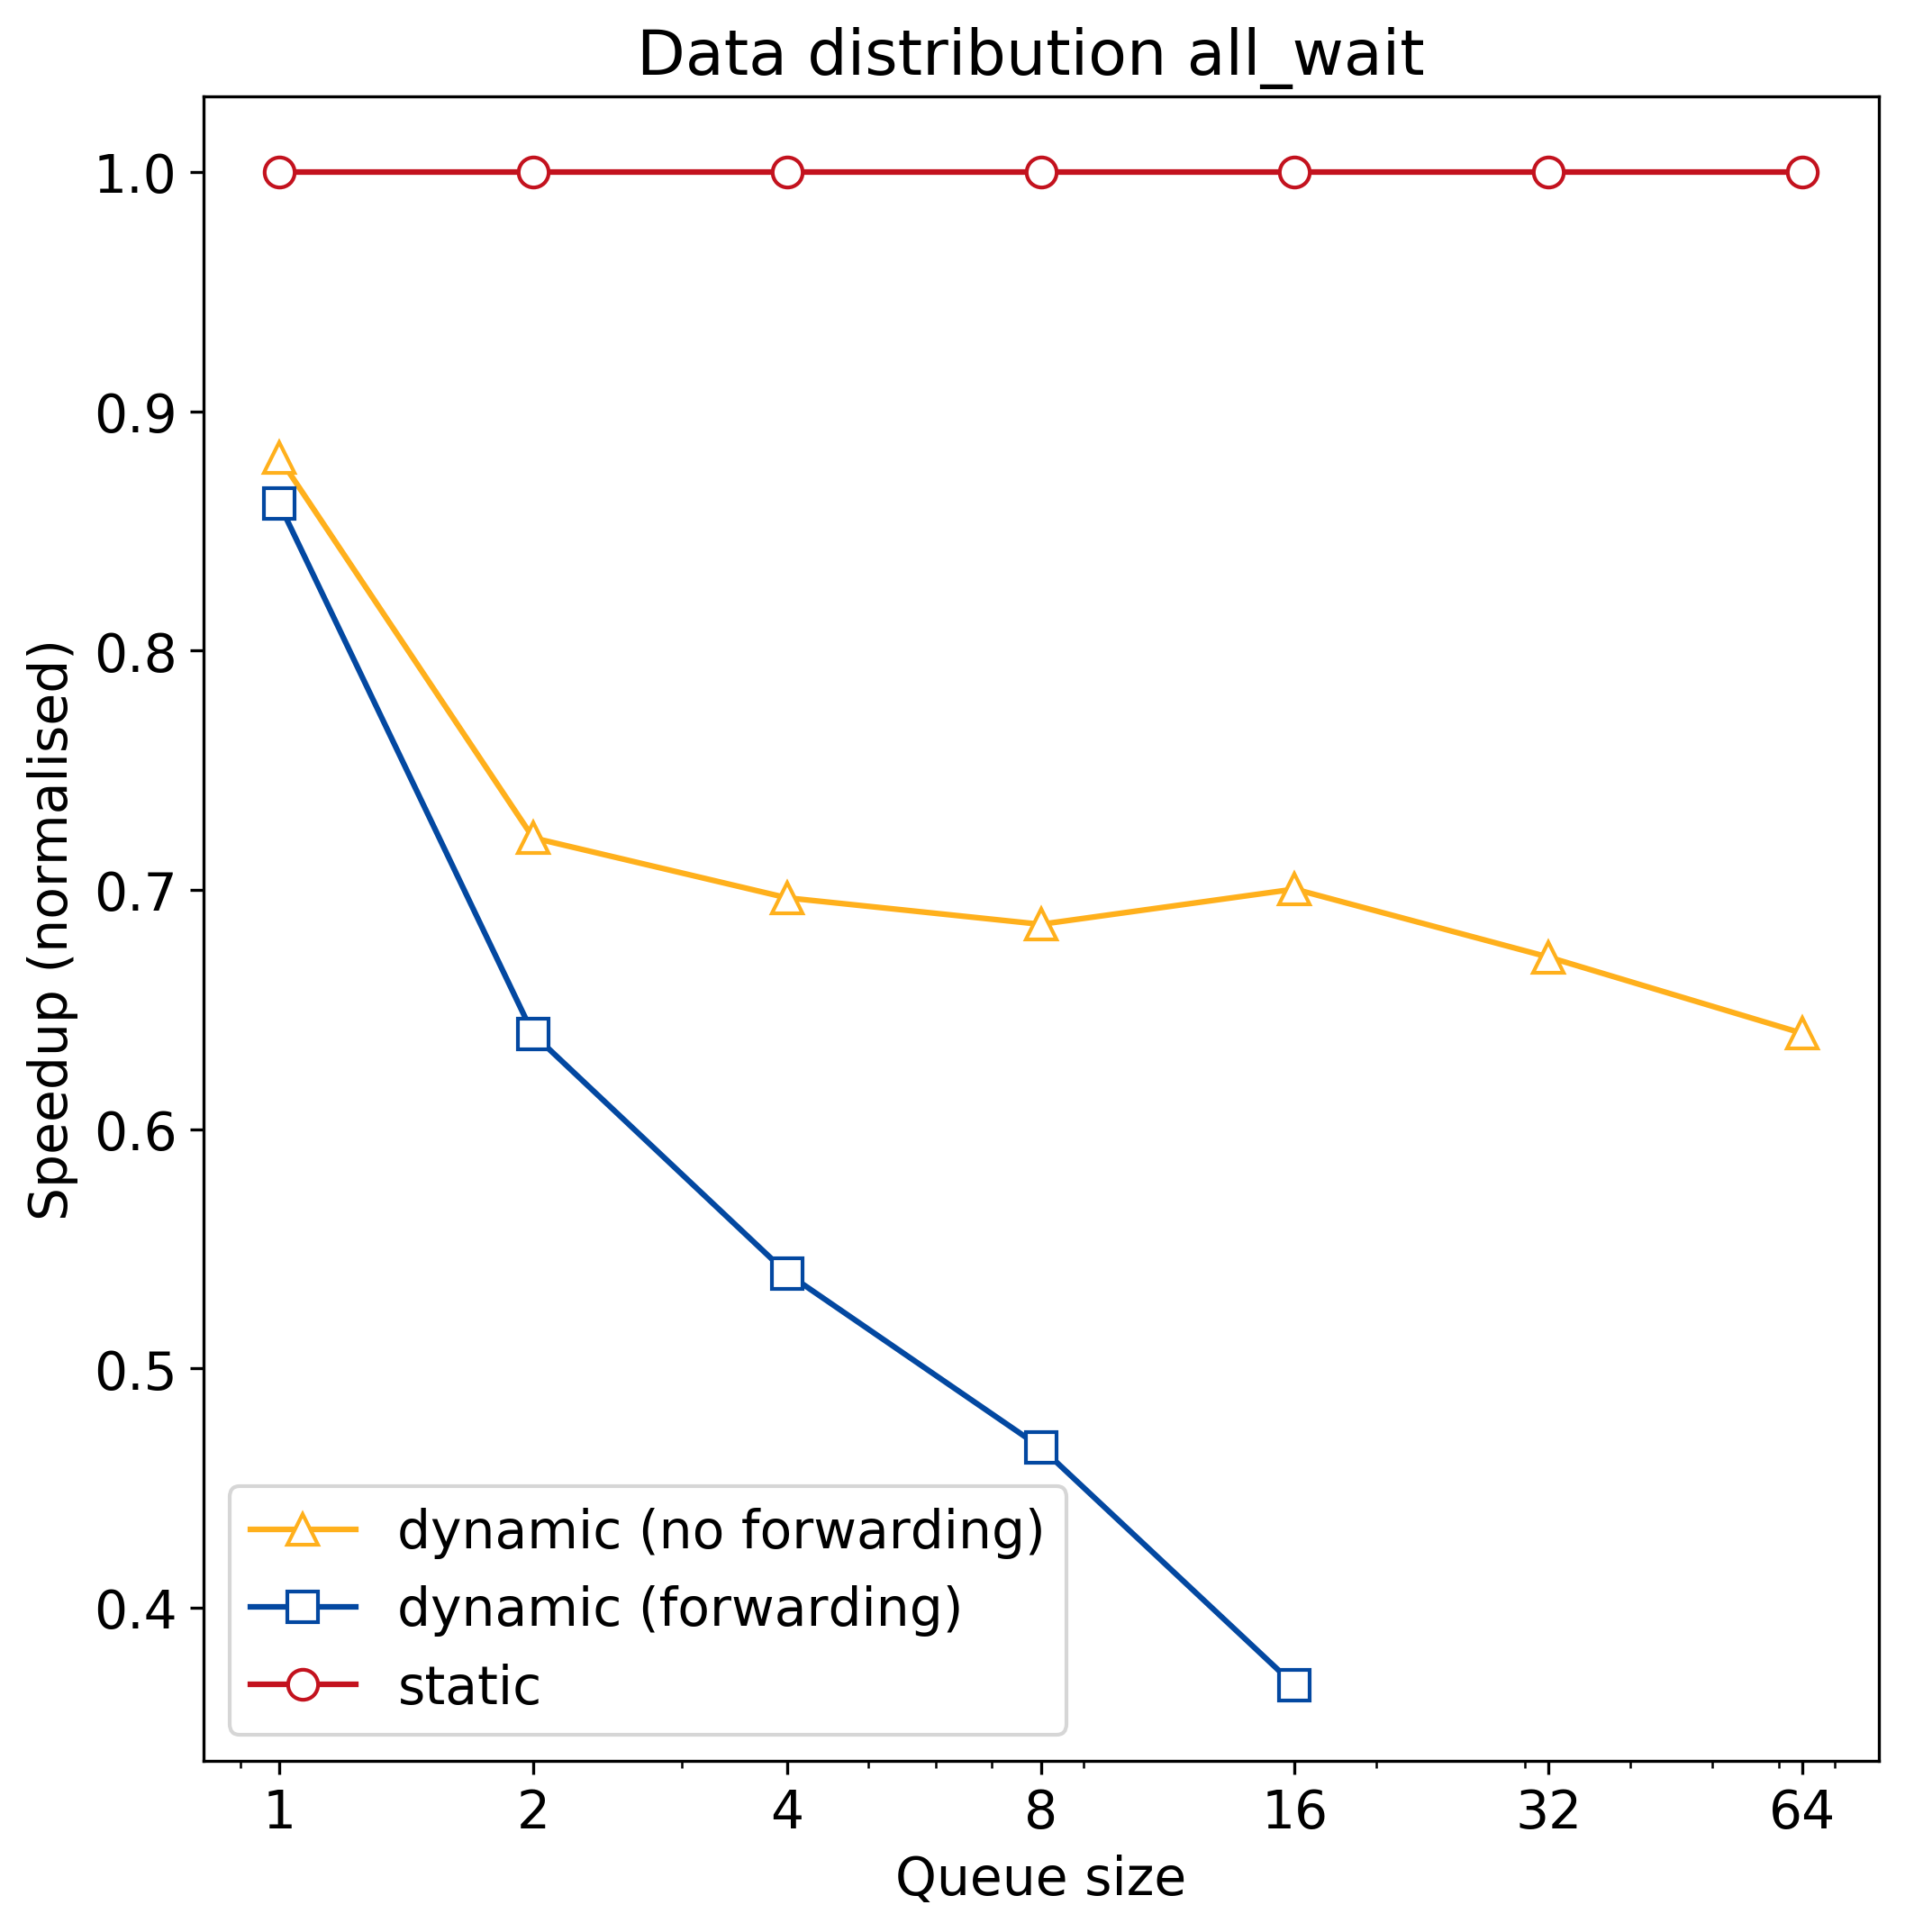 Data distribution all_wait
Speedup (normalised)
1.0
0.9
0.8
0.7
0.6
0.5
0.4
dynamic (no forwarding)
dynamic (forwarding)
static
1 2 4 8 16 32 64
Queue size